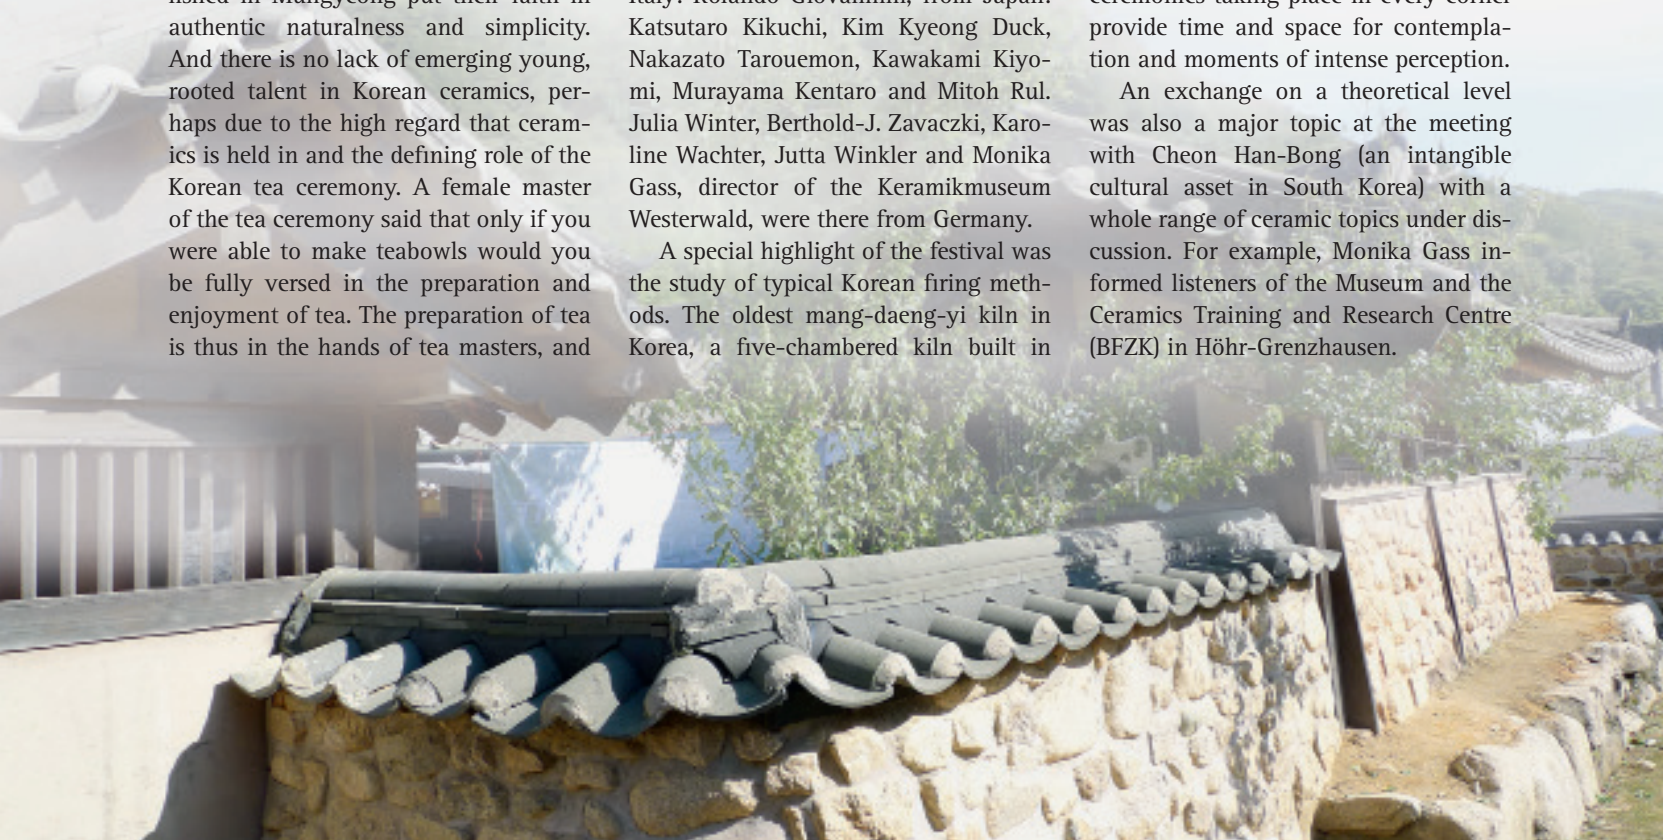 authentic naturalness and simplicity.
And there is no lack of emerging young,
rooted talent in Korean ceramics, per-
haps due to the high regard that ceram-
ics is held in and the defining role of the
Korean tea ceremony. A female master
of the tea ceremony said that only if you
were able to make teabowls would you
be fully versed in the preparation and
enjoyment of tea. The preparation of tea
is thus in the hands of tea masters, and
Katsutaro Kikuchi, Kim Kyeong Duck,
Nakazato Tarouemon, Kawakami Kiyo-
mi, Murayama Kentaro and Mitoh Rul.
Julia Winter, Berthold-J. Zavaczki, Karo-
line Wachter, Jutta Winkler and Monika
Gass, director of the Keramikmuseum
Westerwald, were there from Germany.
A special highlight of the festival was
the study of typical Korean firing meth-
ods. The oldest mang-daeng-yi kiln in
Korea, a five-chambered kiln built in
provide time and space for contempla-
tion and moments of intense perception.
An exchange on a theoretical level
was also a major topic at the meeting
with Cheon Han-Bong (an intangible
cultural asset in South Korea) with a
whole range of ceramic topics under dis-
cussion. For example, Monika Gass in-
formed listeners of the Museum and the
Ceramics Training and Research Centre
(BFZK) in Höhr-Grenzhausen.